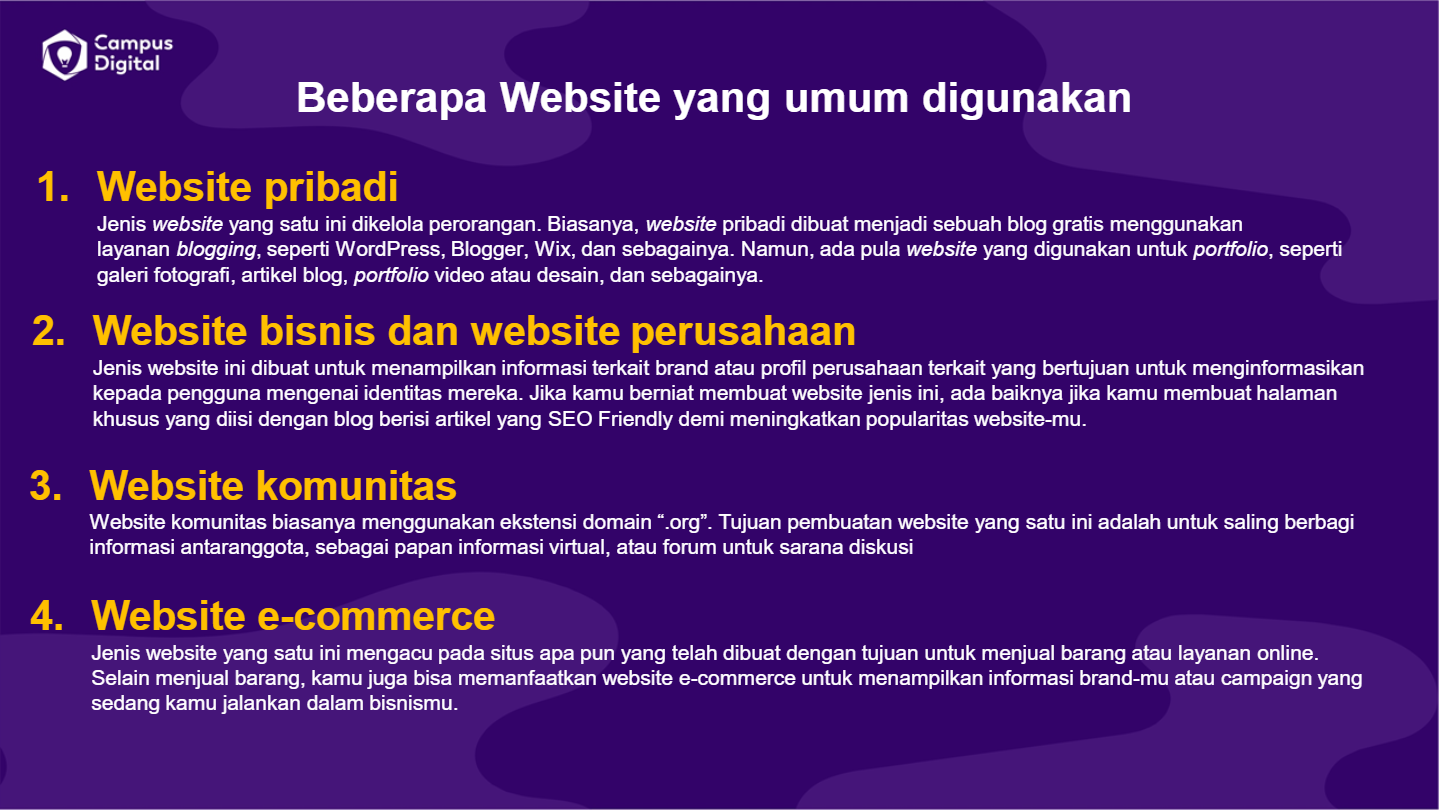 Campus
Digital
Beberapa Website yang umum digunakan
1. Website pribadi
Jenis website yang satu ini dikelola perorangan. Biasanya, website pribadi dibuat menjadi sebuah blog gratis menggunakan
layanan blogging, seperti WordPress, Blogger, Wix, dan sebagainya. Namun, ada pula website yang digunakan untuk portfolio, seperti
galeri fotografi, artikel blog, portfolio video atau desain, dan sebagainya.
2. Website bisnis dan website perusahaan
Jenis website ini dibuat untuk menampilkan informasi terkait brand atau profil perusahaan terkait yang bertujuan untuk menginformasikan
kepada pengguna mengenai identitas mereka. Jika kamu berniat membuat website jenis ini, ada baiknya jika kamu membuat halaman
khusus yang diisi dengan blog berisi artikel yang SEO Friendly demi meningkatkan popularitas website-mu.
3. Website komunitas
Website komunitas biasanya menggunakan ekstensi domain “.org”. Tujuan pembuatan website yang satu ini adalah untuk saling berbagi
informasi antaranggota, sebagai papan informasi virtual, atau forum untuk sarana diskusi
4. Website e-commerce
Jenis website yang satu ini mengacu pada situs apa pun yang telah dibuat dengan tujuan untuk menjual barang atau layanan online.
Selain menjual barang, kamu juga bisa memanfaatkan website e-commerce untuk menampilkan informasi brand-mu atau campaign yang
sedang kamu jalankan dalam bisnismu.